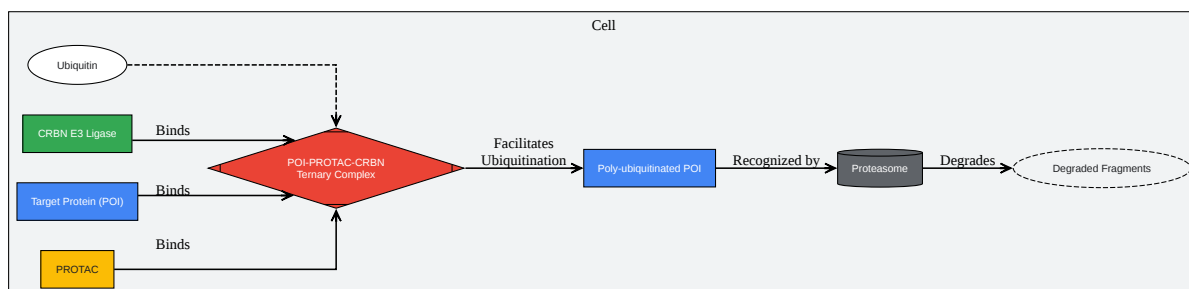 Cell
Ubiquitin
CRBN E3 Ligase
Binds
Target Protein (POI)
Binds
PROTAC
Binds
POI-PROTAC-CRBN
Ternary Complex
Facilitates
Ubiquitination
Poly-ubiquitinated POI
Recognized by
Proteasome
Degrades
Degraded Fragments